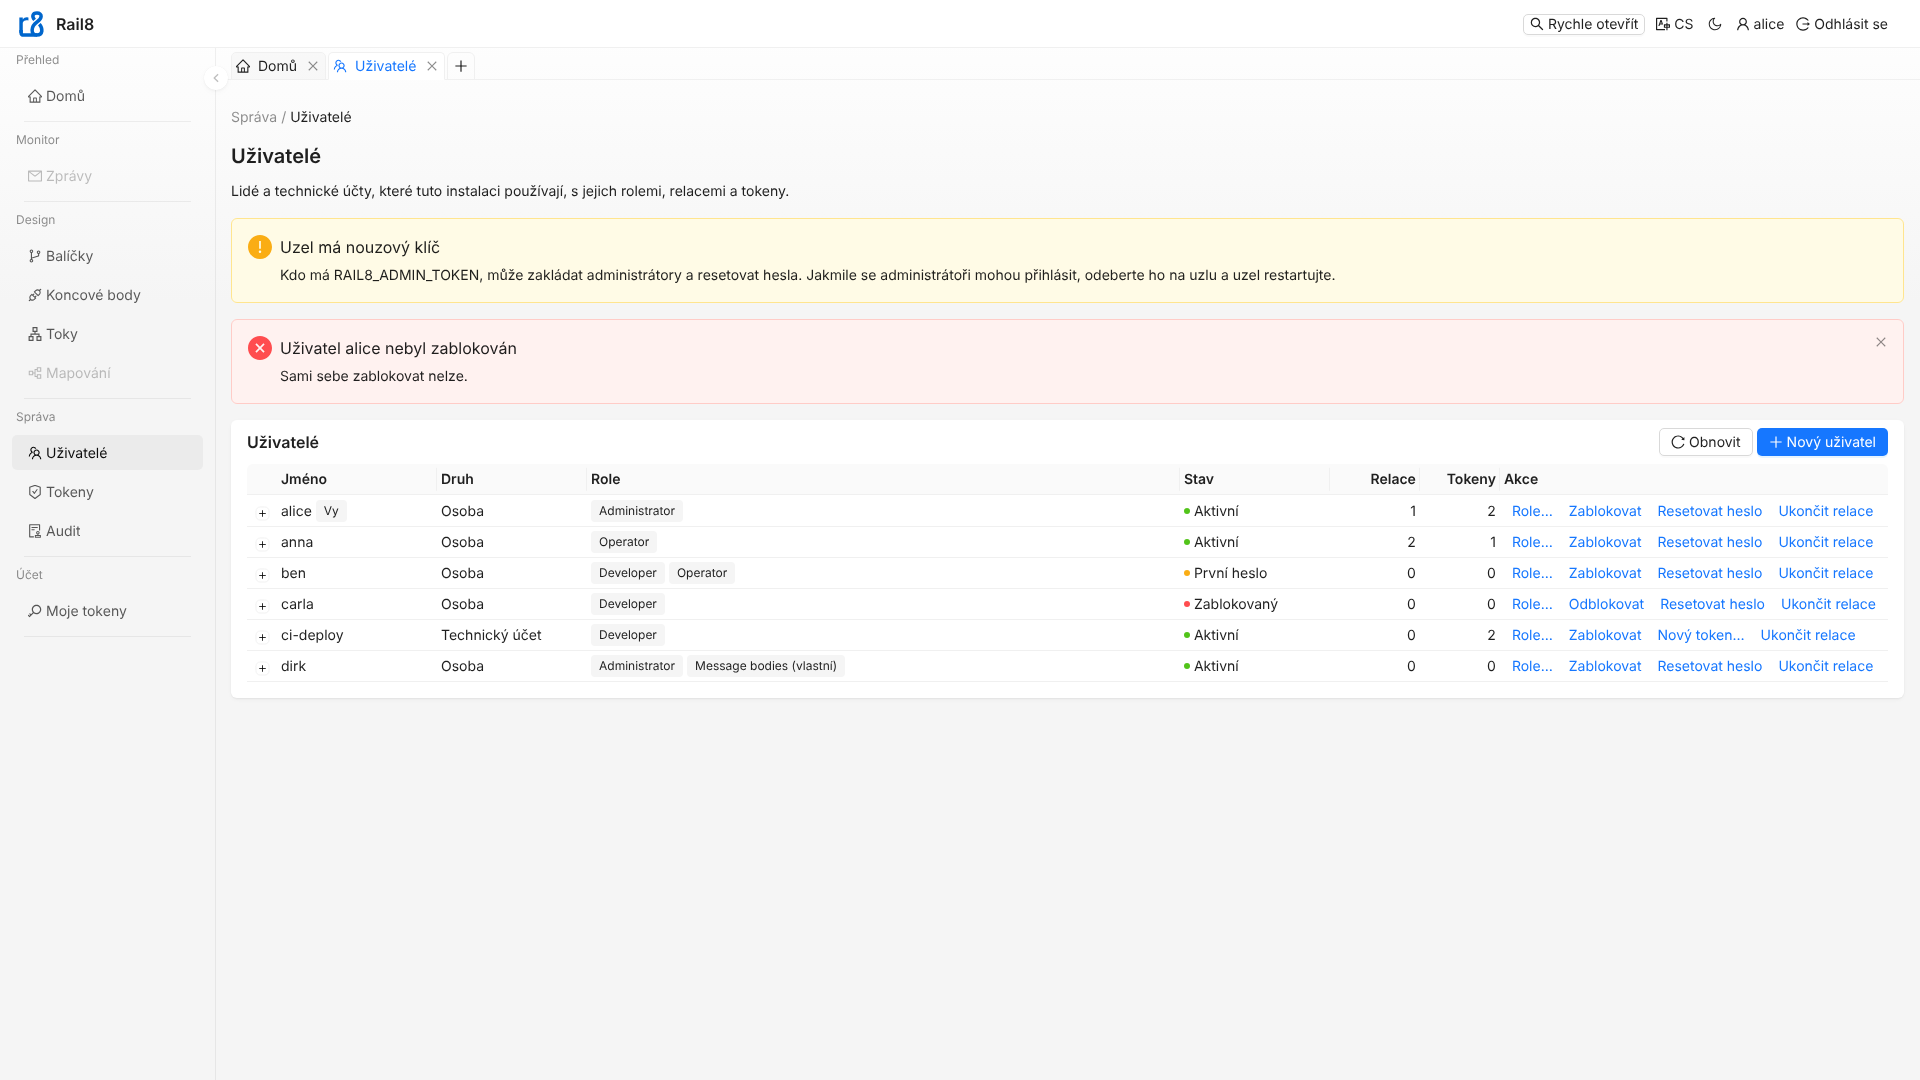 Rail8
Rychle otevřít CS alice Odhlásit se
Přehled
Domů
Monitor
Zprávy
Design
Balíčky
Koncové body
Toky
Mapování
Správa
Uživatelé
Tokeny
Audit
Účet
Moje tokeny
Domů Uživatelé
Správa / Uživatelé
Uživatelé
Lidé a technické účty, které tuto instalaci používají, s jejich rolemi, relacemi a tokeny.
Uzel má nouzový klíč
Kdo má RAIL8_ADMIN_TOKEN, může zakládat administrátory a resetovat hesla. Jakmile se administrátoři mohou přihlásit, odeberte ho na uzlu a uzel restartujte.
Uživatel alice nebyl zablokován
Sami sebe zablokovat nelze.
Uživatelé Obnovit Nový uživatel
Jméno Druh Role Stav Relace Tokeny Akce
alice Vy Osoba Administrator Aktivní 1 2 Role... Zablokovat Resetovat heslo Ukončit relace
anna Osoba Operator Aktivní 2 1 Role... Zablokovat Resetovat heslo Ukončit relace
ben Osoba Developer Operator První heslo 0 0 Role... Zablokovat Resetovat heslo Ukončit relace
carla Osoba Developer Zablokovaný 0 0 Role... Odblokovat Resetovat heslo Ukončit relace
ci-deploy Technický účet Developer Aktivní 0 2 Role... Zablokovat Nový token... Ukončit relace
dirk Osoba Administrator Message bodies (vlastní) Aktivní 0 0 Role... Zablokovat Resetovat heslo Ukončit relace